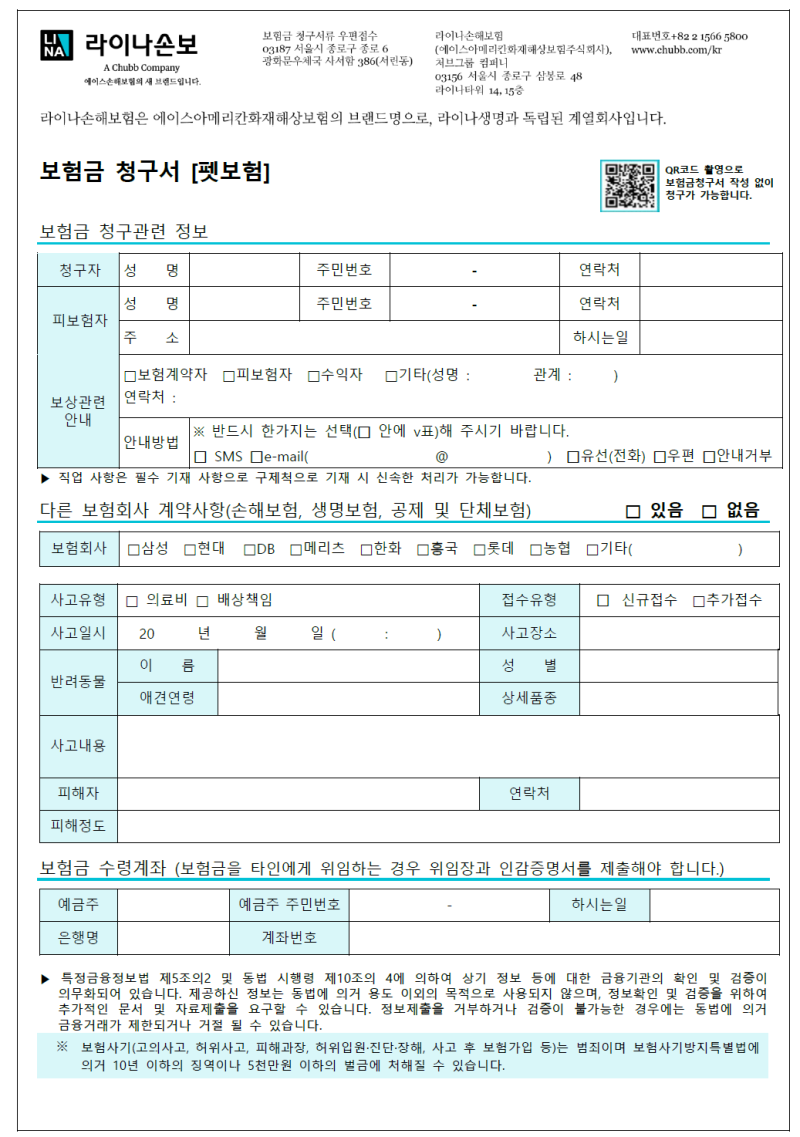 LINA 라이나손보
A Chubb Company
에이스손해보험의 새 브랜드입니다.
보험금 청구서류 우편접수
03187 서울시 종로구 종로 6
광화문우체국 사서함 386(서린동)
라이나손해보험
(에이스아메리칸화재해상보험주식회사),
처브그룹 컴퍼니
03156 서울시 종로구 삼봉로 48
라이나타워 14, 15층
대표번호+82 2 1566 5800
www.chubb.com/kr
라이나손해보험은 에이스아메리칸화재해상보험의 브랜드명으로, 라이나생명과 독립된 계열회사입니다.
보험금 청구서 [펫보험]
QR코드 촬영으로
보험금청구서 작성 없이
청구가 가능합니다.
보험금 청구관련 정보
청구자 성 명 주민번호 - 연락처
피보험자 성 명 주민번호 - 연락처
주 소 하시는일
보상관련 안내 □보험계약자 □피보험자 □수익자 □기타(성명 : 관계 : )
연락처 :
안내방법 ※ 반드시 한가지는 선택(□ 안에 v표)해 주시기 바랍니다.
□ SMS □e-mail( @ ) □유선(전화) □우편 □안내거부
▶ 직업 사항은 필수 기재 사항으로 구체적으로 기재 시 신속한 처리가 가능합니다.
다른 보험회사 계약사항(손해보험, 생명보험, 공제 및 단체보험) □ 있음 □ 없음
보험회사 □삼성 □현대 □DB □메리츠 □한화 □흥국 □롯데 □농협 □기타( )
사고유형 □ 의료비 □ 배상책임 접수유형 □ 신규접수 □추가접수
사고일시 20 년 월 일 ( : ) 사고장소
반려동물 이 름 성 별
애견연령 상세품종
사고내용
피해자 연락처
피해정도
보험금 수령계좌 (보험금을 타인에게 위임하는 경우 위임장과 인감증명서를 제출해야 합니다.)
예금주 예금주 주민번호 - 하시는일
은행명 계좌번호
▶ 특정금융정보법 제5조의2 및 동법 시행령 제10조의 4에 의하여 상기 정보 등에 대한 금융기관의 확인 및 검증이
의무화되어 있습니다. 제공하신 정보는 동법에 의거 용도 이외의 목적으로 사용되지 않으며, 정보확인 및 검증을 위하여
추가적인 문서 및 자료제출을 요구할 수 있습니다. 정보제출을 거부하거나 검증이 불가능한 경우에는 동법에 의거
금융거래가 제한되거나 거절 될 수 있습니다.
※ 보험사기(고의사고, 허위사고, 피해과장, 허위입원·진단·장해, 사고 후 보험가입 등)는 범죄이며 보험사기방지특별법에
의거 10년 이하의 징역이나 5천만원 이하의 벌금에 처해질 수 있습니다.